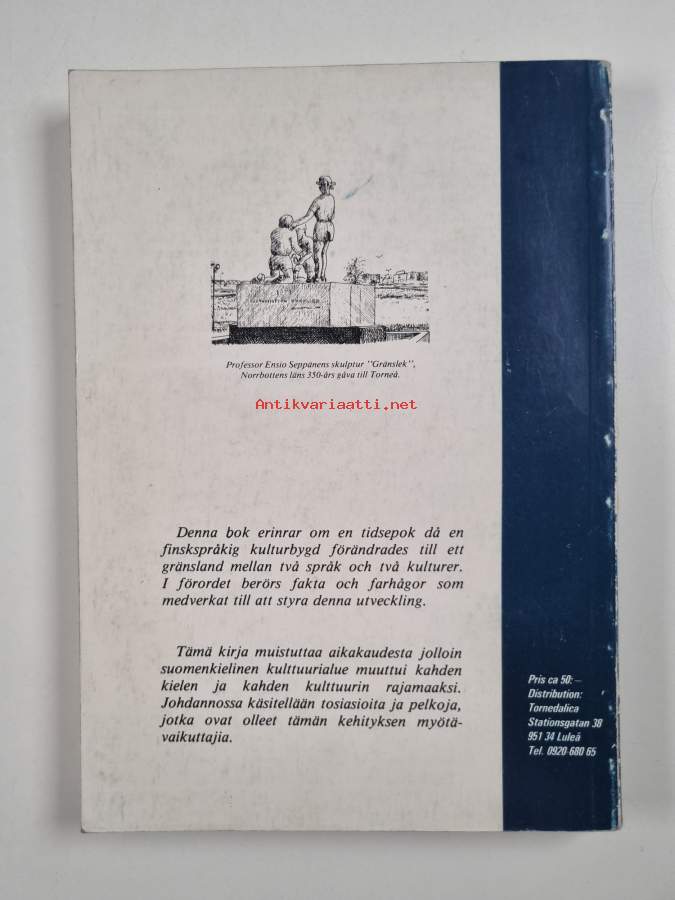 Professor Ensio Seppänens skulptur "Gränslek",
Norrbottens läns 350-års gåva till Torneå.
Antikvariaatti.net
Denna bok erinrar om en tidsepok då en
finskspråkig kulturbygd förändrades till ett
gränsland mellan två språk och två kulturer.
I förordet berörs fakta och farhågor som
medverkat till att styra denna utveckling.
Tämä kirja muistuttaa aikakaudesta jolloin
suomenkielinen kulttuurialue muuttui kahden
kielen ja kahden kulttuurin rajamaaksi.
Johdannossa käsitellään tosiasioita ja pelkoja,
jotka ovat olleet tämän kehityksen myötä-
vaikuttajia.
Pris ca 50:—
Distribution:
Tornedalica
Stationsgatan 38
951 34 Luleå
Tel. 0920-680 65